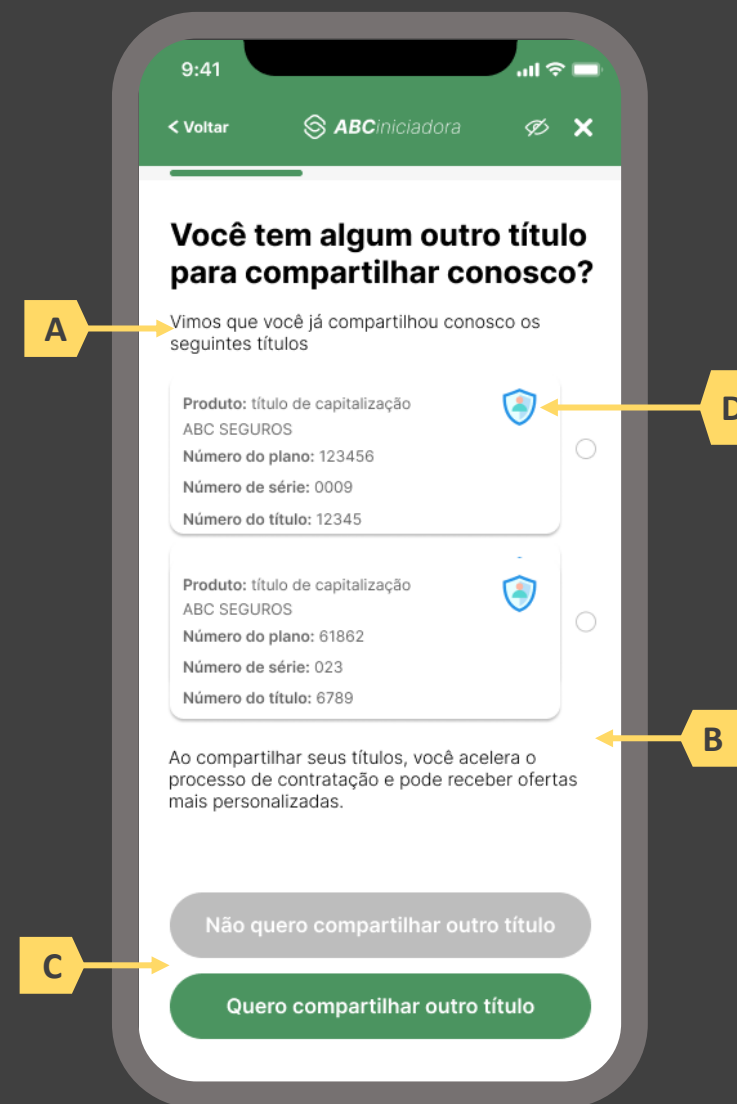 9:41
< Voltar
ABCiniciadora
Você tem algum outro título
para compartilhar conosco?
A
Vimos que você já compartilhou conosco os
seguintes títulos
D
Produto: título de capitalização
ABC SEGUROS
Número do plano: 123456
Número de série: 0009
Número do título: 12345
Produto: título de capitalização
ABC SEGUROS
Número do plano: 61862
Número de série: 023
Número do título: 6789
B
Ao compartilhar seus títulos, você acelera o
processo de contratação e pode receber ofertas
mais personalizadas.
Não quero compartilhar outro título
C
Quero compartilhar outro título